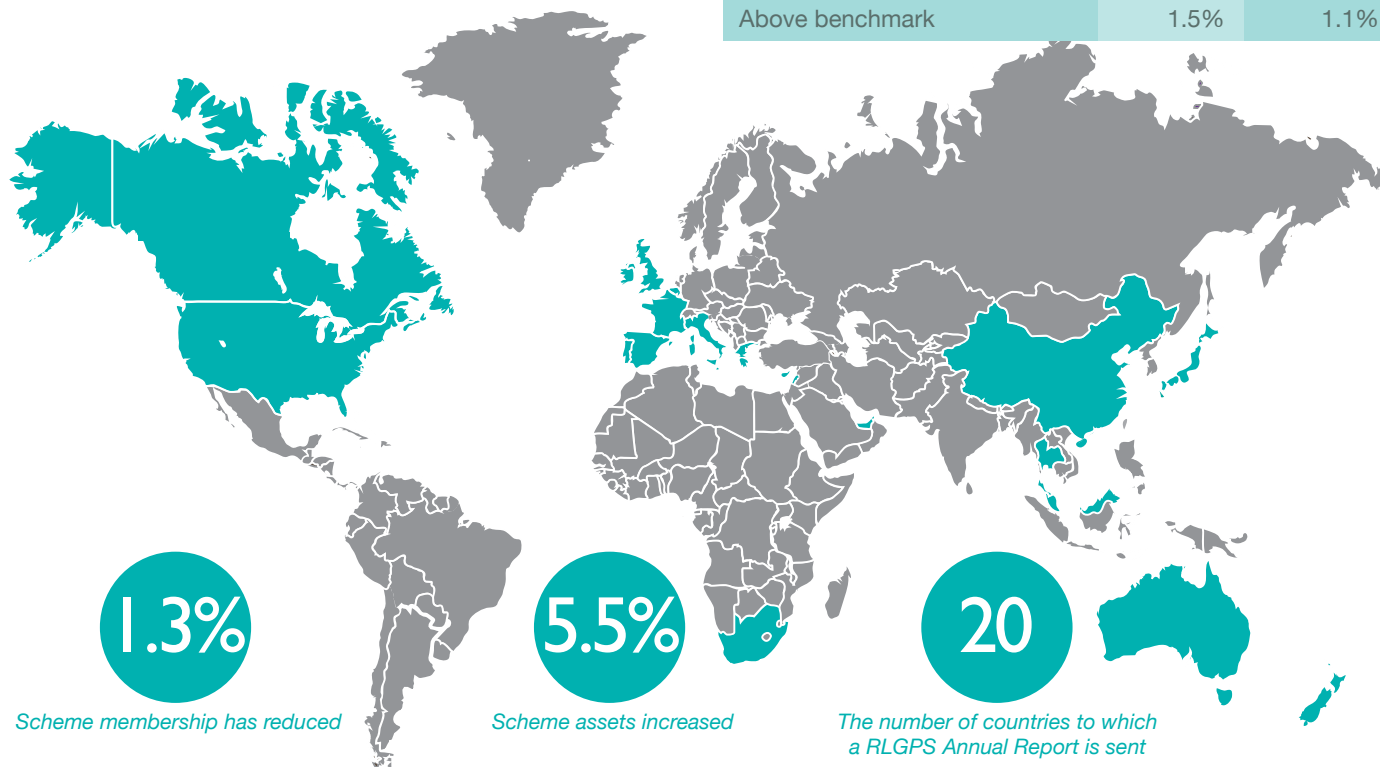 Above benchmark 1.5% 1.1%
1.3%
Scheme membership has reduced
5.5%
Scheme assets increased
20
The number of countries to which
a RLGPS Annual Report is sent